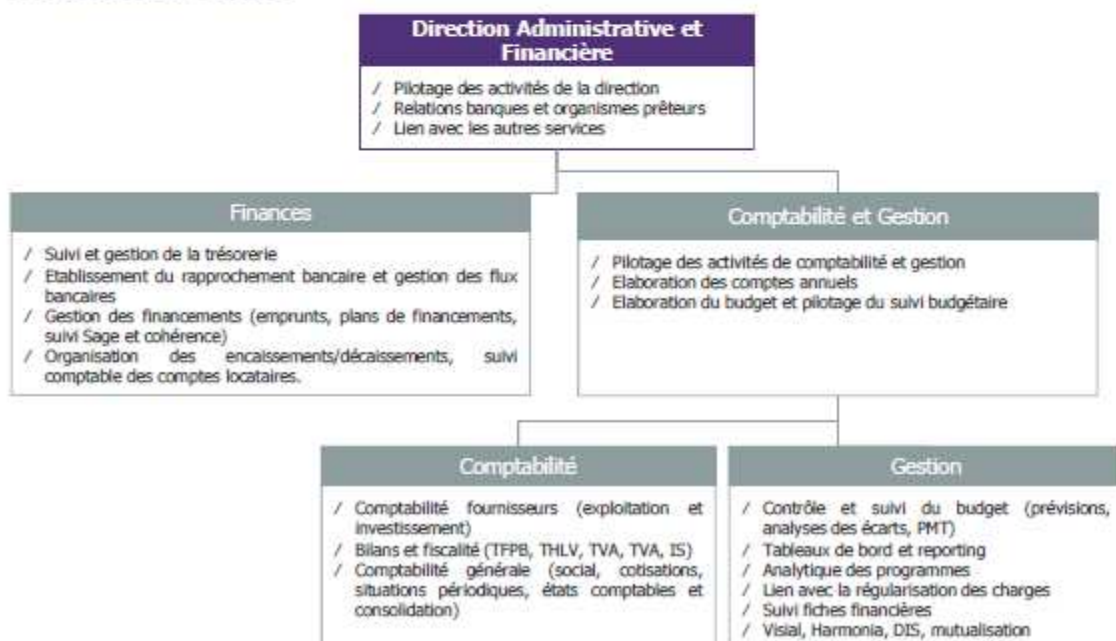 Direction Administrative et
Financière
/ Pilotage des activités de la direction
/ Relations banques et organismes prêteurs
/ Lien avec les autres services
Finances
/ Suivi et gestion de la trésorerie
/ Etablissement du rapprochement bancaire et gestion des flux
bancaires
/ Gestion des financements (emprunts, plans de financements,
suivi Sage et cohérence)
/ Organisation des encaissements/décaissements, suivi
comptable des comptes locataires.
Comptabilité et Gestion
/ Pilotage des activités de comptabilité et gestion
/ Elaboration des comptes annuels
/ Elaboration du budget et pilotage du suivi budgétaire
Comptabilité
/ Comptabilité fournisseurs (exploitation et
investissement)
/ Bilans et fiscalité (TFPB, THLV, TVA, TVA, IS)
/ Comptabilité générale (social, cotisations,
situations périodiques, états comptables et
consolidation)
Gestion
/ Contrôle et suivi du budget (prévisions,
analyses des écarts, PMT)
/ Tableaux de bord et reporting
/ Analytique des programmes
/ Lien avec la régularisation des charges
/ Suivi fiches financières
/ Visial, Harmonia, DIS, mutualisation